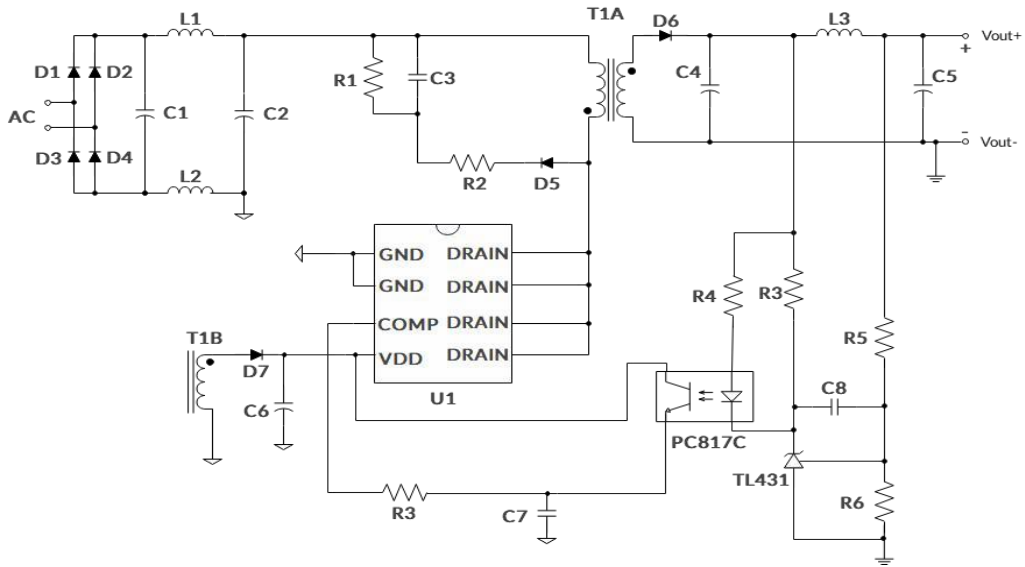 T1A
L1
D6
L3
Vout+
+
D1
D2
R1
C3
C4
C5
AC
C1
C2
-
Vout-
D3
D4
L2
R2
D5
GND
DRAIN
GND
DRAIN
R4
R3
COMP
DRAIN
T1B
R5
VDD
DRAIN
D7
U1
C8
C6
PC817C
TL431
R6
R3
C7